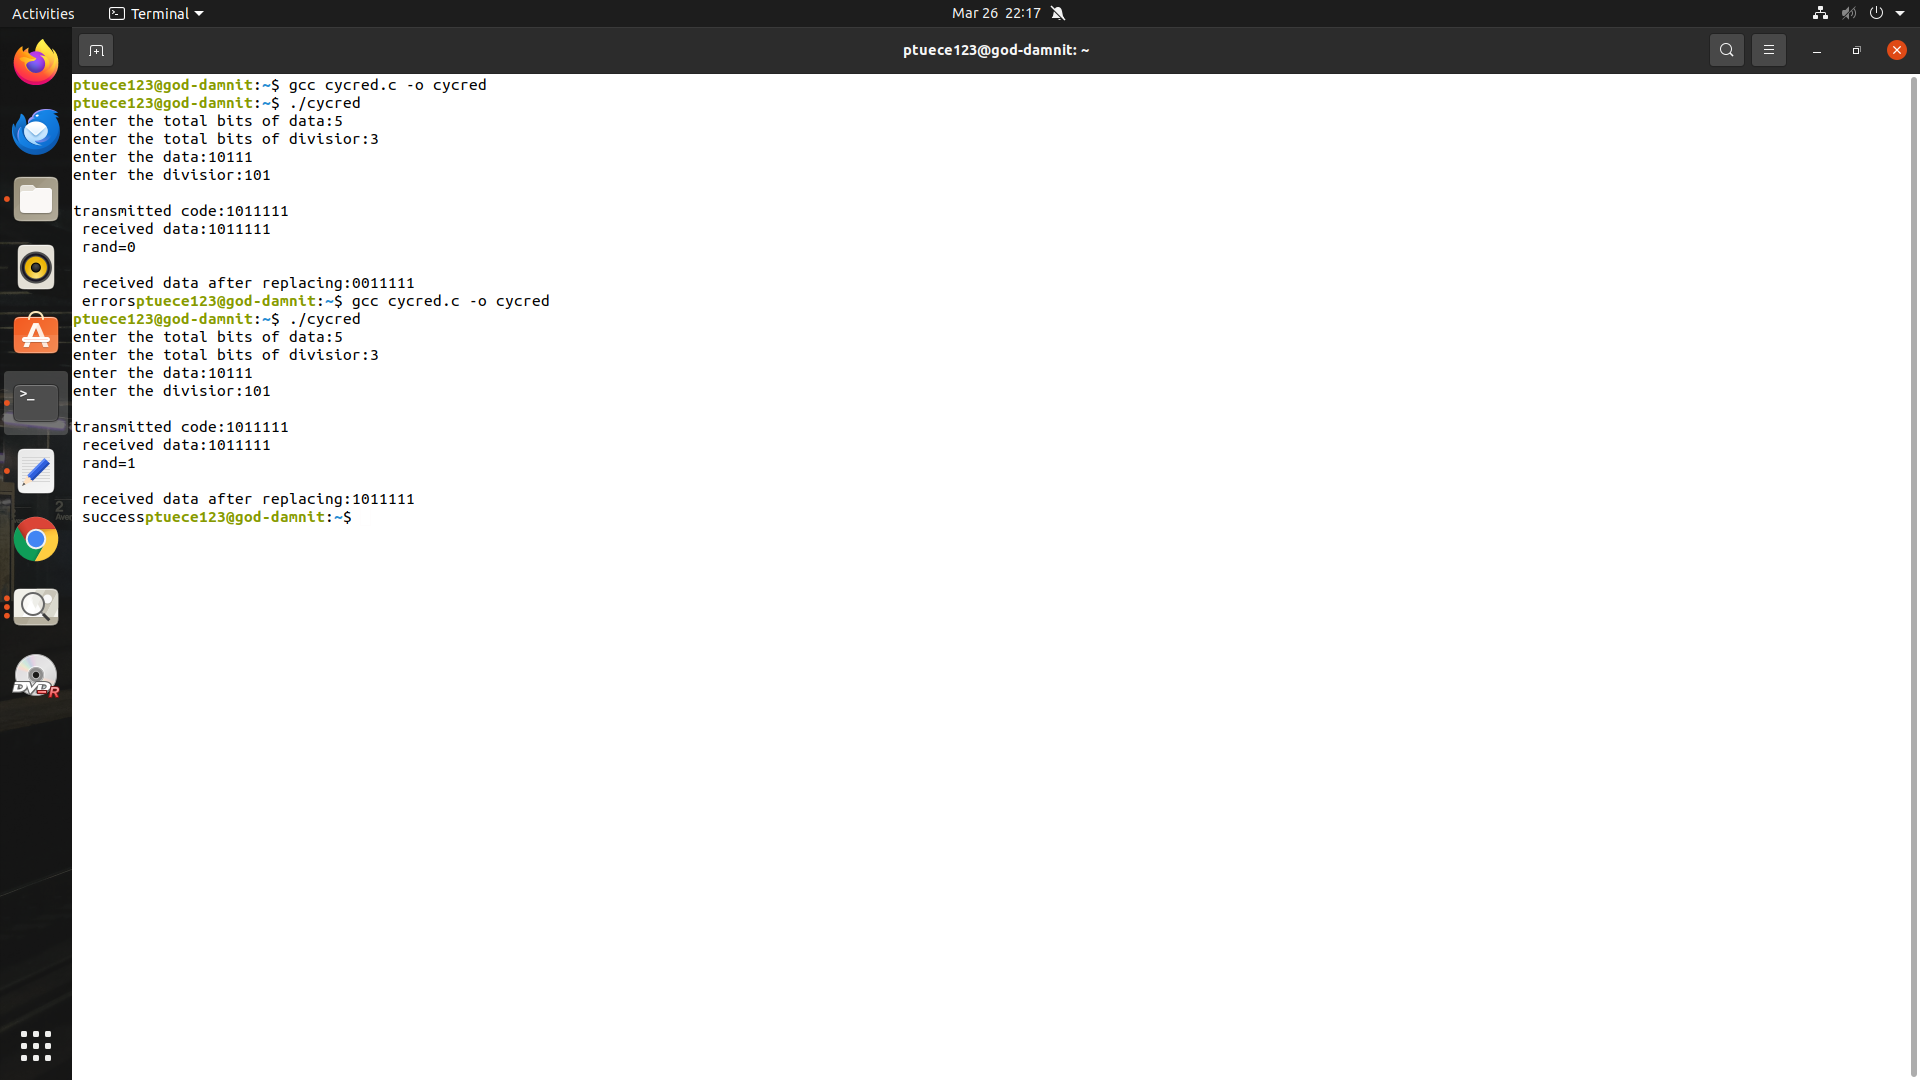 Activities
Terminal
Mar 26 22:17
ptuece123@god-damnit: ~
ptuece123@god-damnit:~$ gcc cycred.c -o cycred
ptuece123@god-damnit:~$ ./cycred
enter the total bits of data:5
enter the total bits of divisior:3
enter the data:10111
enter the divisior:101
transmitted code:1011111
received data:1011111
rand=0
received data after replacing:0011111
errorsptuece123@god-damnit:~$ gcc cycred.c -o cycred
ptuece123@god-damnit:~$ ./cycred
enter the total bits of data:5
enter the total bits of divisior:3
enter the data:10111
enter the divisior:101
transmitted code:1011111
received data:1011111
rand=1
received data after replacing:1011111
successptuece123@god-damnit:~$
>_
2
DVD-R